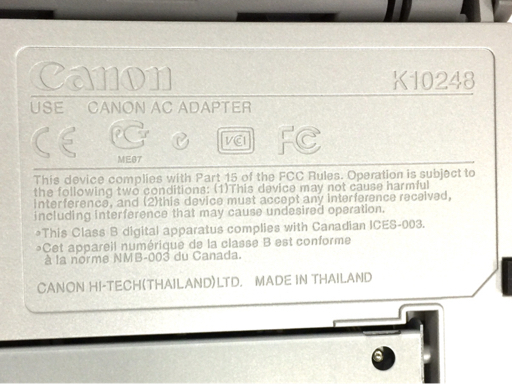 Canon K10248
USE CANON AC ADAPTER
CE PCT VCI FC
ME67
This device complies with Part 15 of the FCC Rules. Operation is subject to
the following two conditions: (1)This device may not cause harmful
interference, and (2)this device must accept any interference received,
including interference that may cause undesired operation.
*This Class B digital apparatus complies with Canadian ICES-003.
*Cet appareil numérique de la classe B est conforme
à la norme NMB-003 du Canada.
CANON HI-TECH(THAILAND)LTD. MADE IN THAILAND